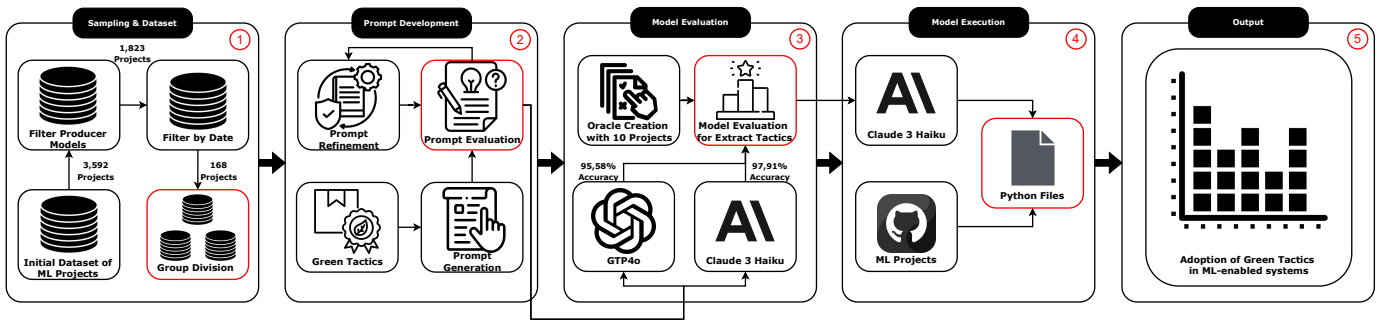 Sampling & Dataset
1
1,823
Projects
Filter Producer
Models
Filter by Date
3,592
Projects
168
Projects
Initial Dataset of
ML Projects
Group Division
Prompt Development
2
Prompt
Refinement
Prompt Evaluation
Green Tactics
Prompt
Generation
Model Evaluation
3
Oracle Creation
with 10 Projects
Model Evaluation
for Extract Tactics
95,58%
Accuracy
97,91%
Accuracy
GTP4o
Claude 3 Haiku
Model Execution
4
Claude 3 Haiku
Python Files
ML Projects
Output
5
Adoption of Green Tactics
in ML-enabled systems